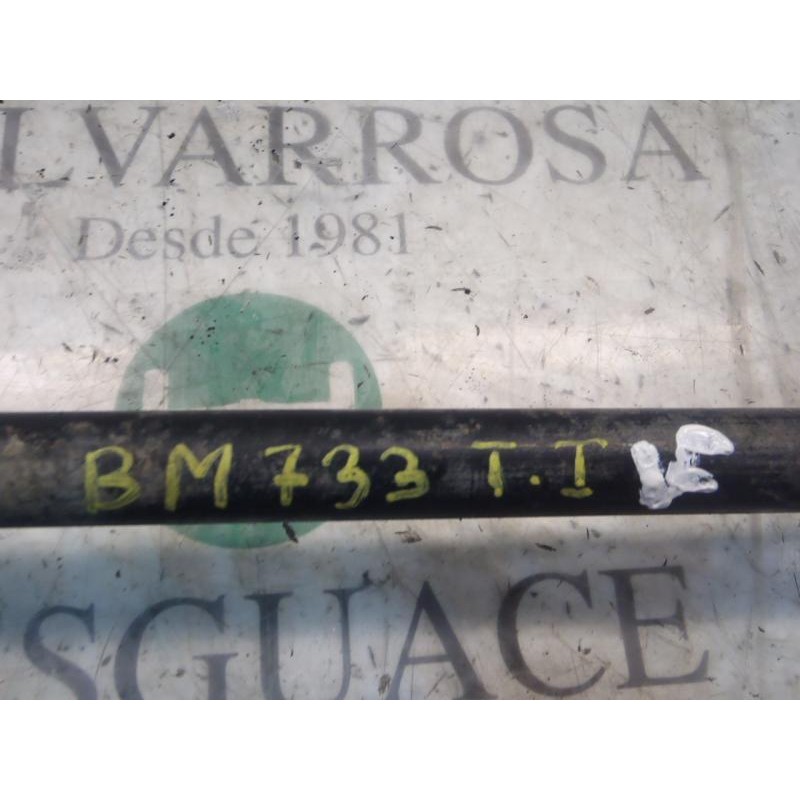 LVARROSA
Desde 1981
BM733 T.I
SGUACE